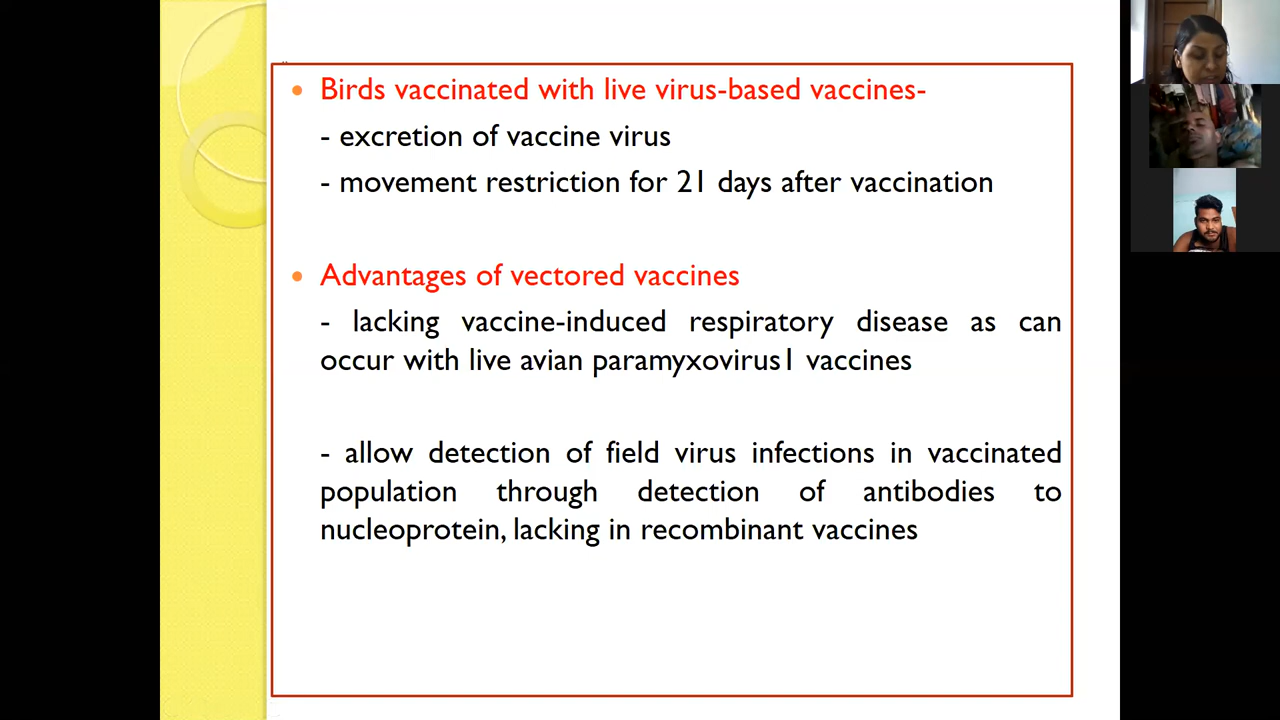 Birds vaccinated with live virus-based vaccines-
- excretion of vaccine virus
- movement restriction for 21 days after vaccination
Advantages of vectored vaccines
- lacking vaccine-induced respiratory disease as can
occur with live avian paramyxovirus1 vaccines
- allow detection of field virus infections in vaccinated
population through detection of antibodies to
nucleoprotein, lacking in recombinant vaccines